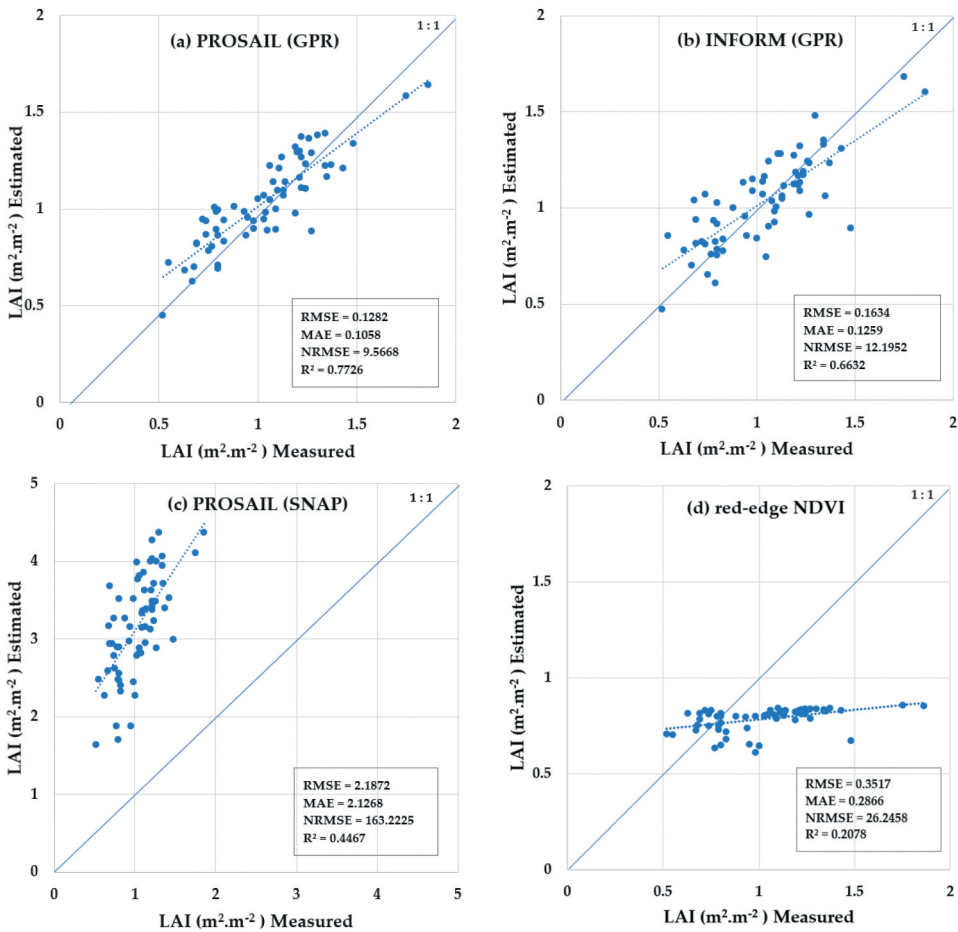 (a) PROSAIL (GPR)
1:1
2
1.5
1
0.5
0
0.5
1
1.5
2
LAI (m².m⁻² ) Estimated
LAI (m².m⁻² ) Measured
RMSE = 0.1282
MAE = 0.1058
NRMSE = 9.5668
R² = 0.7726
(b) INFORM (GPR)
1:1
2
1.5
1
0.5
0
0
0.5
1
1.5
2
LAI (m².m⁻² ) Estimated
LAI (m².m⁻² ) Measured
RMSE = 0.1634
MAE = 0.1259
NRMSE = 12.1952
R² = 0.6632
(c) PROSAIL (SNAP)
1:1
5
4
3
2
1
0
0
1
2
3
4
5
LAI (m².m⁻² ) Estimated
LAI (m².m⁻² ) Measured
RMSE = 2.1872
MAE = 2.1268
NRMSE = 163.2225
R² = 0.4467
(d) red-edge NDVI
1:1
2
1.5
1
0.5
0
0
0.5
1
1.5
2
LAI (m².m⁻² ) Estimated
LAI (m².m⁻² ) Measured
RMSE = 0.3517
MAE = 0.2866
NRMSE = 26.2458
R² = 0.2078